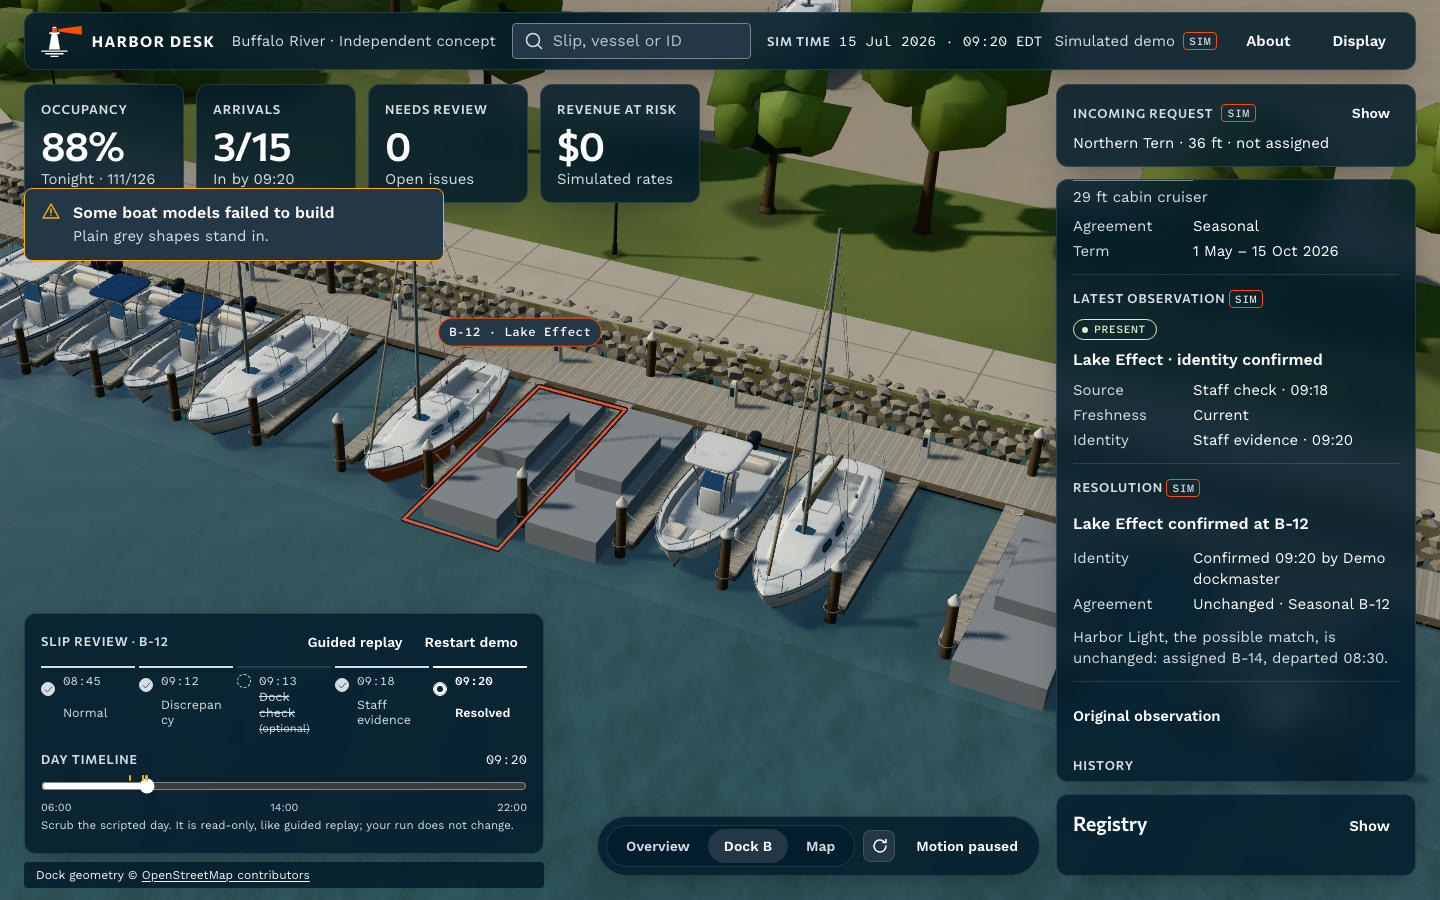 HARBOR DESK
Buffalo River · Independent concept
Slip, vessel or ID
SIM TIME 15 Jul 2026 · 09:20 EDT
Simulated demo SIM
About
Display
OCCUPANCY
88%
Tonight · 111/126
ARRIVALS
3/15
In by 09:20
NEEDS REVIEW
0
Open issues
REVENUE AT RISK
$0
Simulated rates
Some boat models failed to build
Plain grey shapes stand in.
B-12 · Lake Effect
INCOMING REQUEST SIM
Show
Northern Tern · 36 ft · not assigned
29 ft cabin cruiser
Agreement Seasonal
Term 1 May – 15 Oct 2026
LATEST OBSERVATION SIM
PRESENT
Lake Effect · identity confirmed
Source Staff check · 09:18
Freshness Current
Identity Staff evidence · 09:20
RESOLUTION SIM
Lake Effect confirmed at B-12
Identity Confirmed 09:20 by Demo
dockmaster
Agreement Unchanged · Seasonal B-12
Harbor Light, the possible match, is
unchanged: assigned B-14, departed 08:30.
Original observation
HISTORY
Registry
Show
SLIP REVIEW · B-12
Guided replay
Restart demo
08:45
Normal
09:12
Discrepan
cy
09:13
Dock
check
(optional)
09:18
Staff
evidence
09:20
Resolved
DAY TIMELINE
09:20
06:00
14:00
22:00
Scrub the scripted day. It is read-only, like guided replay; your run does not change.
Dock geometry © OpenStreetMap contributors
Overview
Dock B
Map
Motion paused